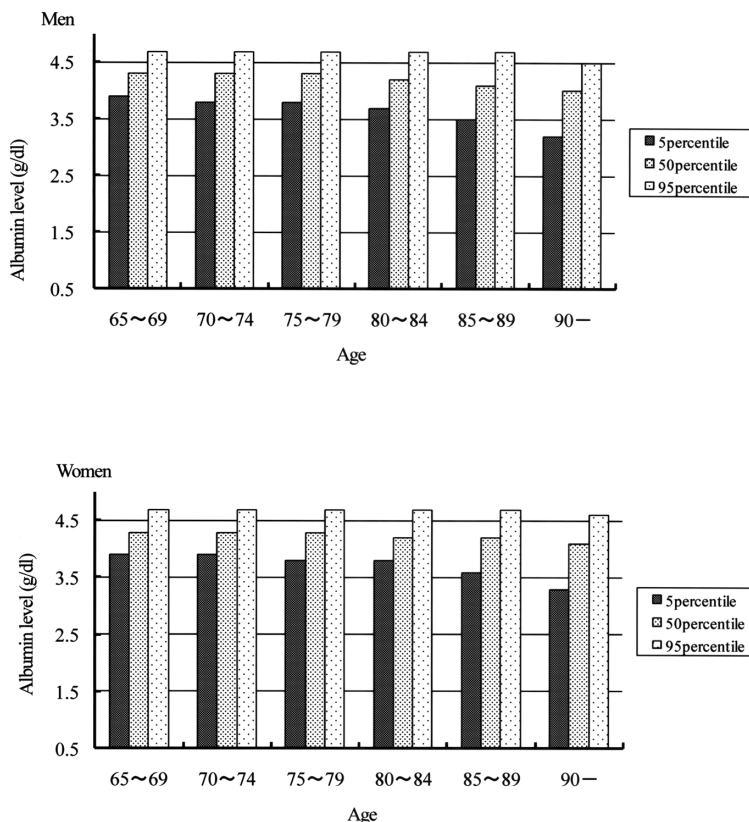 Men
4.5
3.5
2.5
1.5
0.5
Albumin level (g/dl)
65～69 70～74 75～79 80～84 85～89 90－
Age
5percentile
50percentile
95percentile
Women
4.5
3.5
2.5
1.5
0.5
Albumin level (g/dl)
65～69 70～74 75～79 80～84 85～89 90－
Age
5percentile
50percentile
95percentile